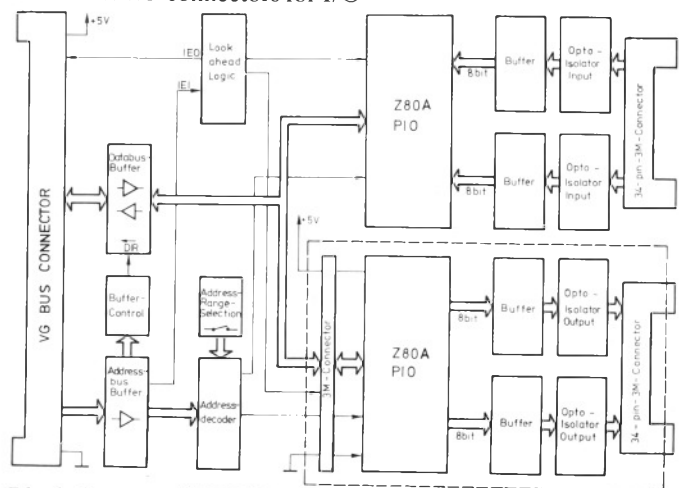 connectors for I/O
+5V
VG BUS CONNECTOR
IEO
IEI
Look
ahead
Logic
Databus
Buffer
DIR
Buffer-
Control
Address-
bus
Buffer
Address-
Range-
Selection
Address-
decoder
Z80A
PIO
8bit
Buffer
Opto -
Isolator
Input
8bit
Buffer
Opto -
Isolator
Input
34-pin-3M-Connector
+5V
3M-Connector
Z80A
PIO
8bit
Buffer
Opto -
Isolator
Output
8bit
Buffer
Opto -
Isolator
Output
34-pin-3M-Connector